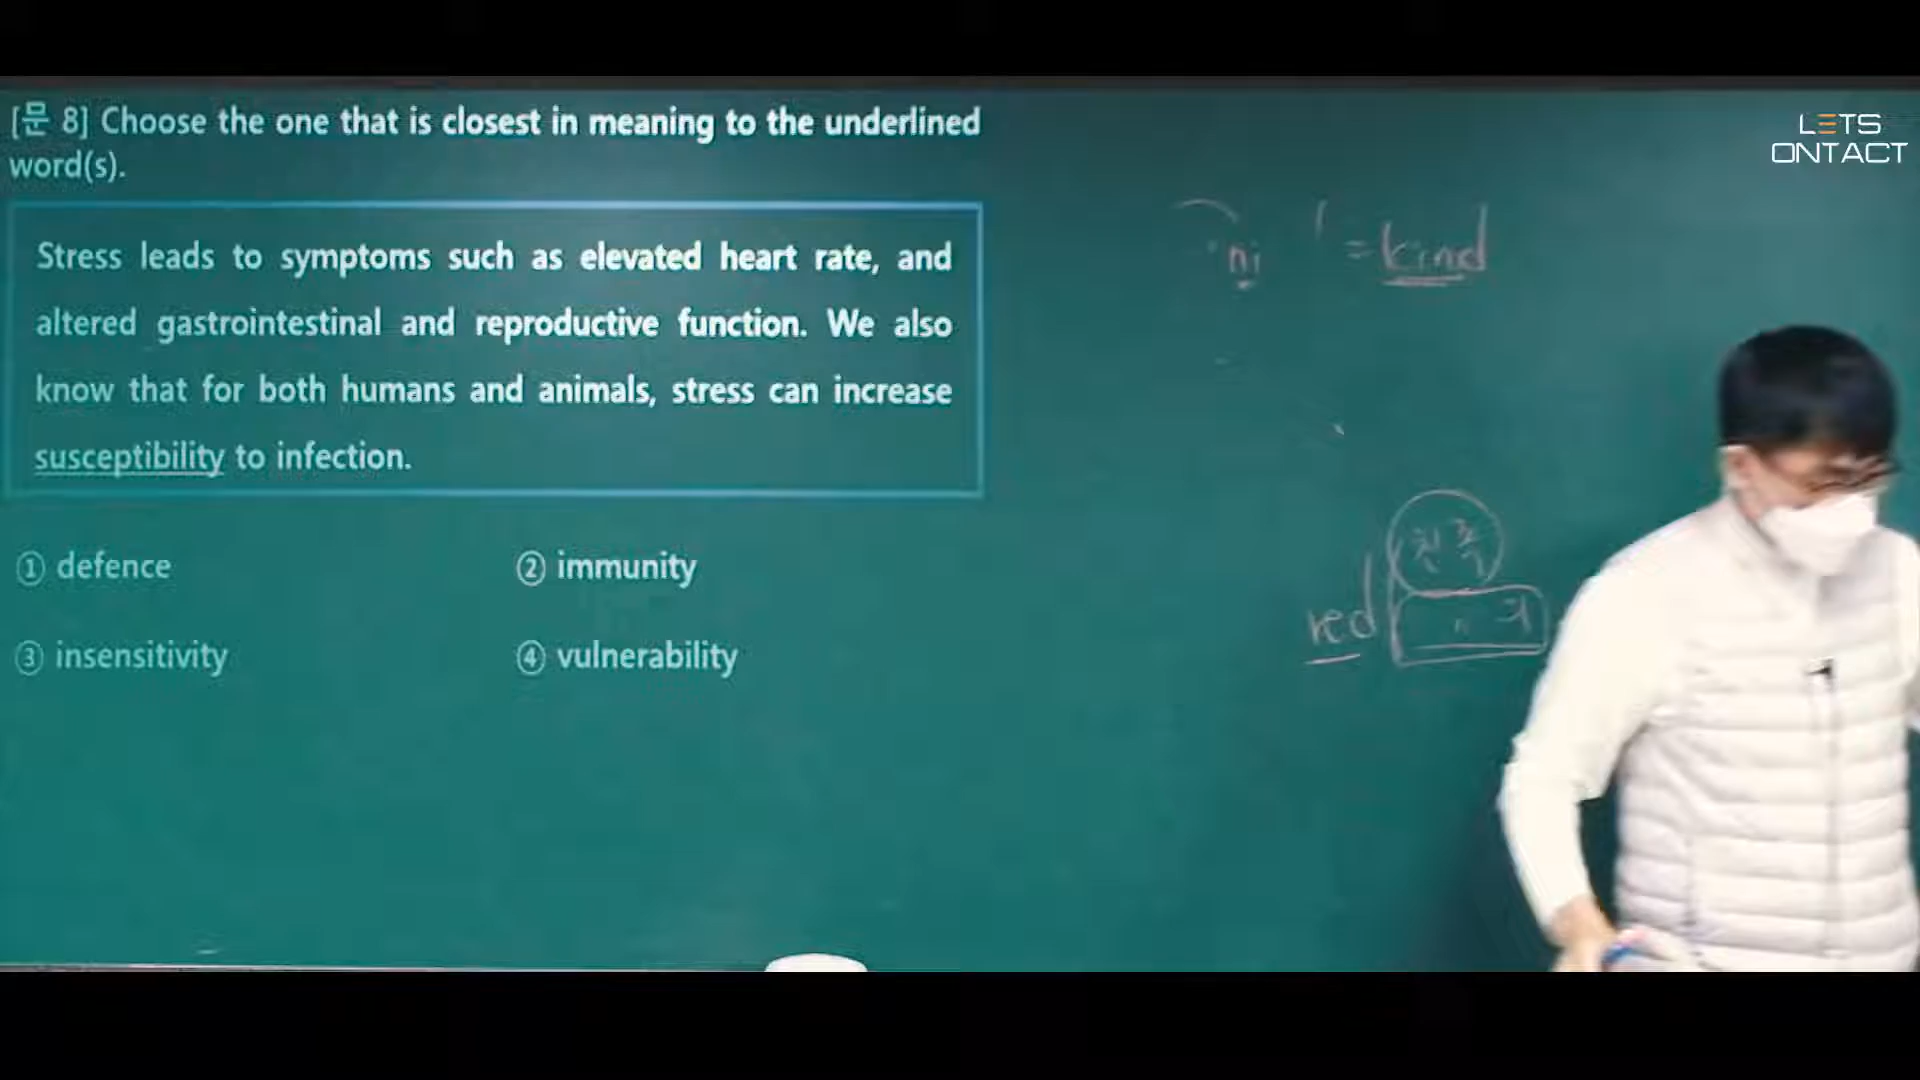 [문 8] Choose the one that is closest in meaning to the underlined
word(s).
Stress leads to symptoms such as elevated heart rate, and
altered gastrointestinal and reproductive function. We also
know that for both humans and animals, stress can increase
susceptibility to infection.
① defence
② immunity
③ insensitivity
④ vulnerability
LETS
ONTACT
= kind
친족
red